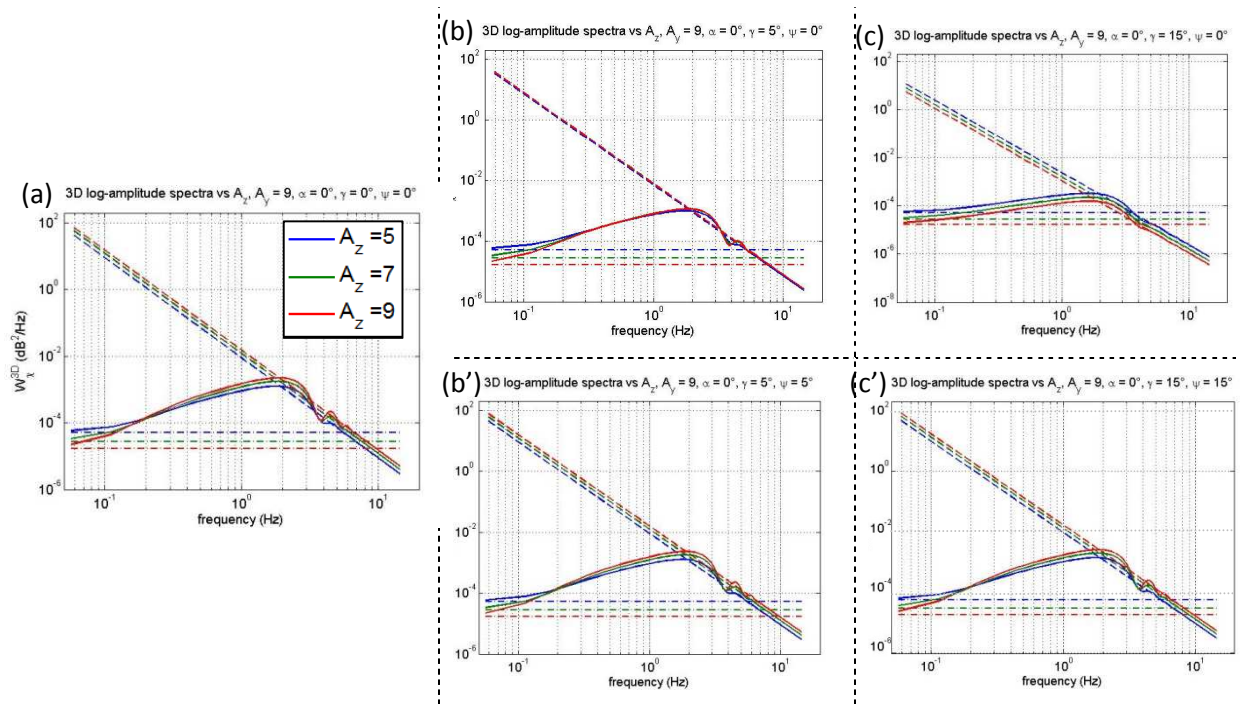 (a)
3D log-amplitude spectra vs A_z, A_y = 9, α = 0°, γ = 0°, ψ = 0°
10^2
10^0
10^-2
10^-4
10^-6
W_χ^3D (dB^2/Hz)
A_z =5
A_z =7
A_z =9
10^-1
10^0
10^1
frequency (Hz)
(b)
3D log-amplitude spectra vs A_z, A_y = 9, α = 0°, γ = 5°, ψ = 0°
10^2
10^0
10^-2
10^-4
10^-6
10^-1
10^0
10^1
frequency (Hz)
(c)
3D log-amplitude spectra vs A_z, A_y = 9, α = 0°, γ = 15°, ψ = 0°
10^2
10^0
10^-2
10^-4
10^-6
10^-8
10^-1
10^0
10^1
frequency (Hz)
(b')
3D log-amplitude spectra vs A_z, A_y = 9, α = 0°, γ = 5°, ψ = 5°
10^2
10^0
10^-2
10^-4
10^-6
10^-1
10^0
10^1
frequency (Hz)
(c')
3D log-amplitude spectra vs A_z, A_y = 9, α = 0°, γ = 15°, ψ = 15°
10^2
10^0
10^-2
10^-4
10^-6
10^-1
10^0
10^1
frequency (Hz)